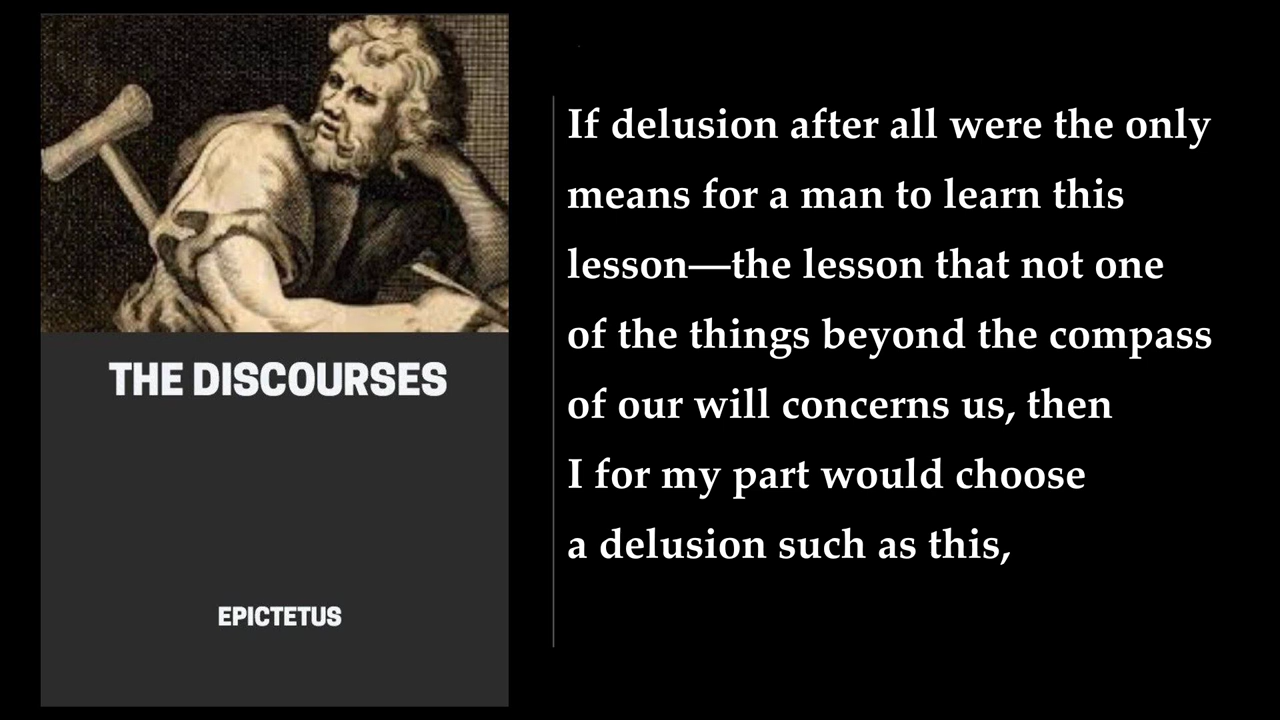 THE DISCOURSES
EPICTETUS
If delusion after all were the only
means for a man to learn this
lesson—the lesson that not one
of the things beyond the compass
of our will concerns us, then
I for my part would choose
a delusion such as this,